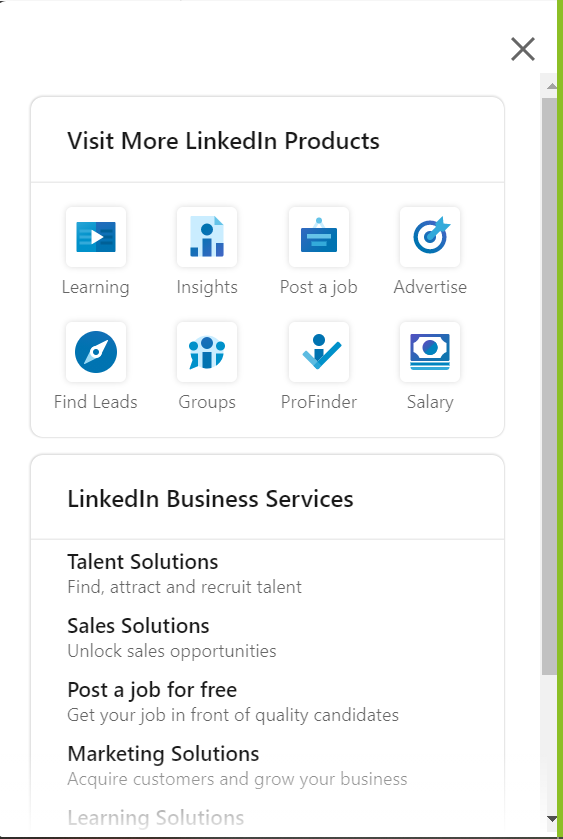 Visit More LinkedIn Products
Learning Insights Post a job Advertise
Find Leads Groups ProFinder Salary
LinkedIn Business Services
Talent Solutions
Find, attract and recruit talent
Sales Solutions
Unlock sales opportunities
Post a job for free
Get your job in front of quality candidates
Marketing Solutions
Acquire customers and grow your business
Learning Solutions